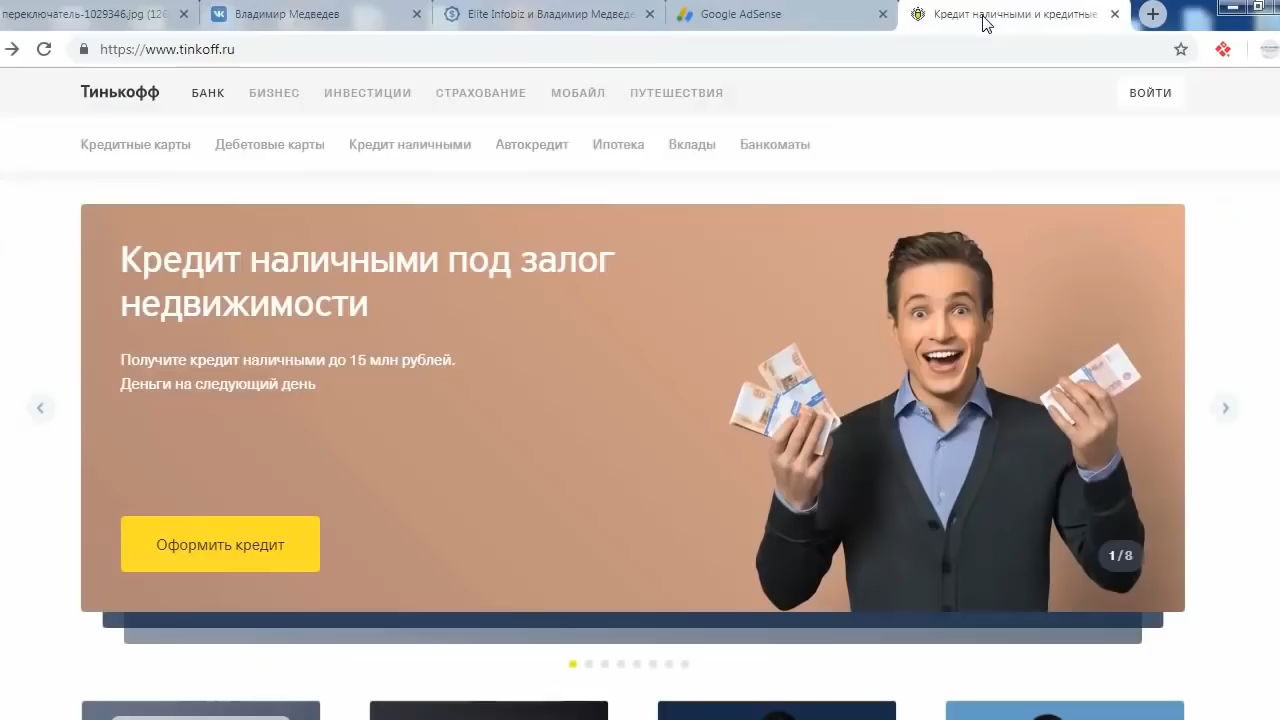 переключатель-1029346.jpg (126
Владимир Медведев
Elite Infobiz и Владимир Медведе
Google AdSense
Кредит наличными и кредитные
https://www.tinkoff.ru
Тинькофф БАНК БИЗНЕС ИНВЕСТИЦИИ СТРАХОВАНИЕ МОБАЙЛ ПУТЕШЕСТВИЯ ВОЙТИ
Кредитные карты Дебетовые карты Кредит наличными Автокредит Ипотека Вклады Банкоматы
Кредит наличными под залог
недвижимости
Получите кредит наличными до 15 млн рублей.
Деньги на следующий день
Оформить кредит
1/8